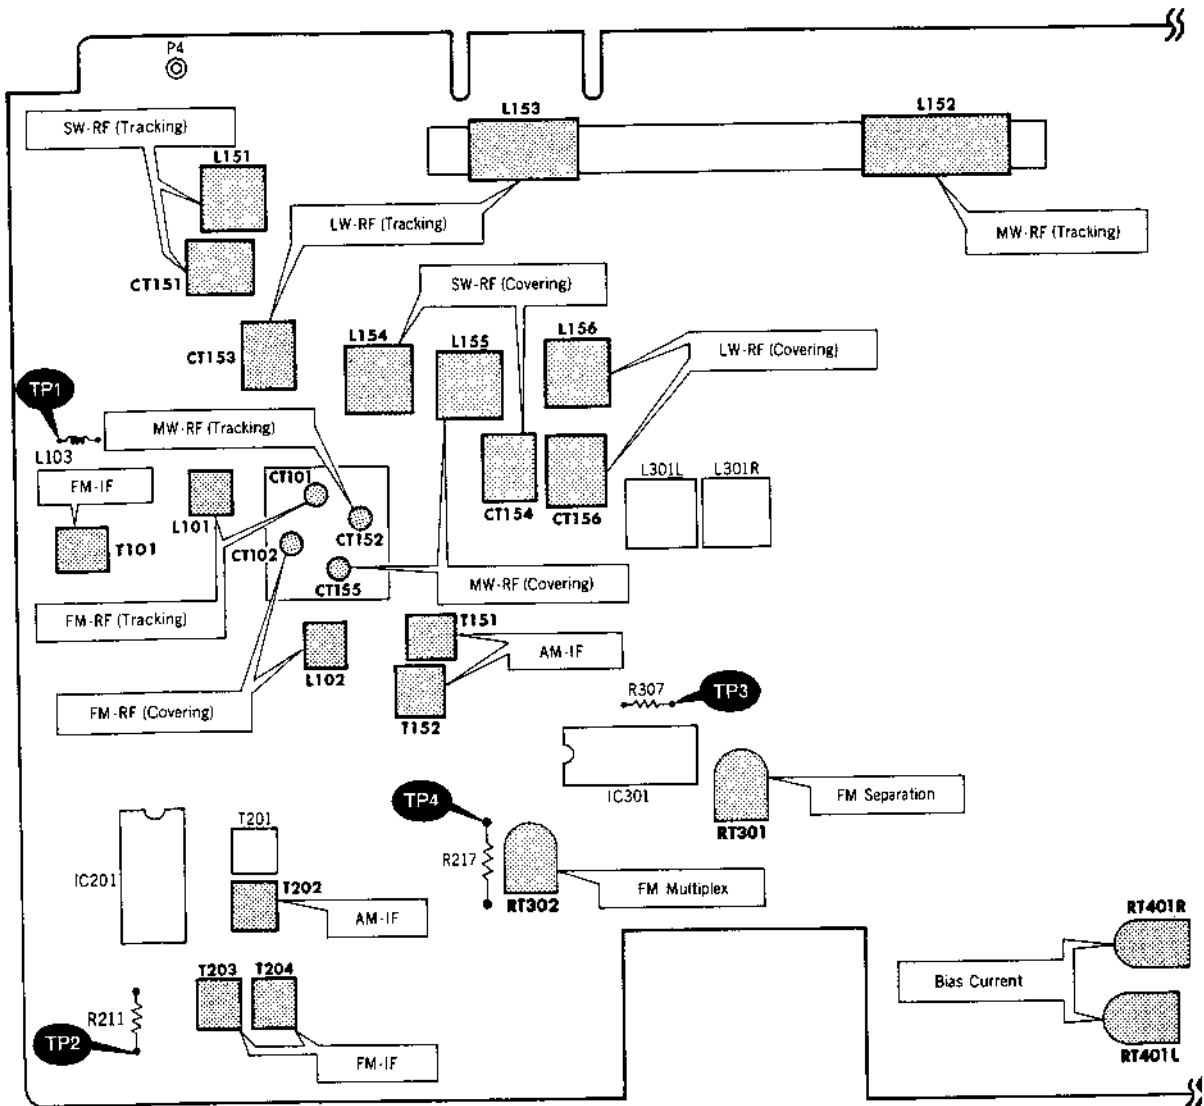 P4
L153
L152
SW-RF (Tracking)
L151
LW-RF (Tracking)
MW-RF (Tracking)
CT151
SW-RF (Covering)
L154
L155
L156
CT153
LW-RF (Covering)
TP1
L103
MW-RF (Tracking)
FM-IF
CT101
L301L
L301R
L101
CT154
CT156
T101
CT102
CT152
CT155
MW-RF (Covering)
FM-RF (Tracking)
T151
AM-IF
L102
R307
TP3
FM-RF (Covering)
T152
IC301
FM Separation
TP4
T201
RT301
R217
IC201
T202
FM Multiplex
RT302
AM-IF
RT401R
T203
T204
Bias Current
R211
TP2
FM-IF
RT401L